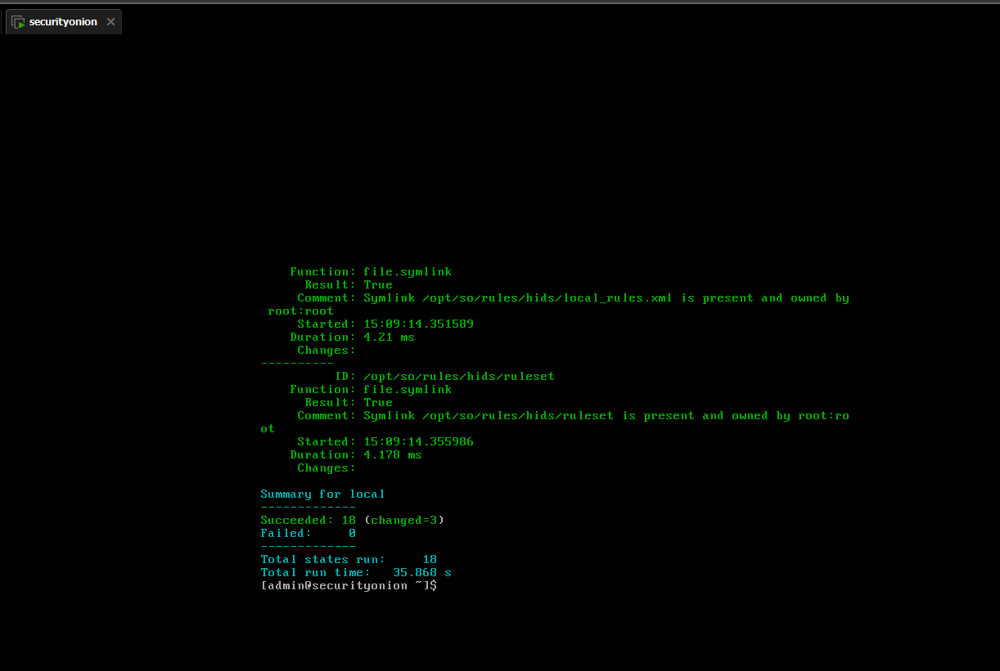 securityonion
Function: file.symlink
Result: True
Comment: Symlink /opt/so/rules/hids/local_rules.xml is present and owned by
root:root
Started: 15:09:14.351589
Duration: 4.21 ms
Changes:
----------
ID: /opt/so/rules/hids/ruleset
Function: file.symlink
Result: True
Comment: Symlink /opt/so/rules/hids/ruleset is present and owned by root:ro
ot
Started: 15:09:14.355986
Duration: 4.178 ms
Changes:
Summary for local
-------------
Succeeded: 18 (changed=3)
Failed: 0
-------------
Total states run: 18
Total run time: 35.868 s
[admin@securityonion ~]$